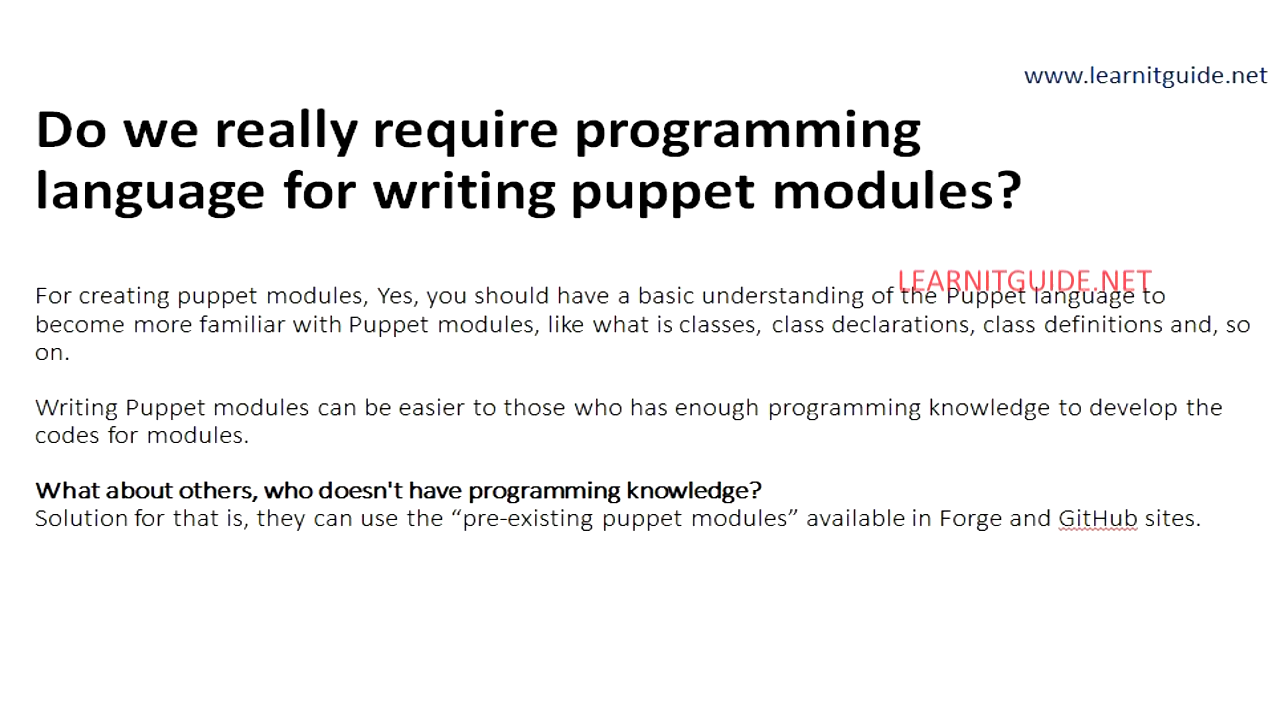 www.learnitguide.net
Do we really require programming
language for writing puppet modules?
LEARNITGUIDE.NET
For creating puppet modules, Yes, you should have a basic understanding of the Puppet language to
become more familiar with Puppet modules, like what is classes, class declarations, class definitions and, so
on.
Writing Puppet modules can be easier to those who has enough programming knowledge to develop the
codes for modules.
What about others, who doesn't have programming knowledge?
Solution for that is, they can use the “pre-existing puppet modules” available in Forge and GitHub sites.